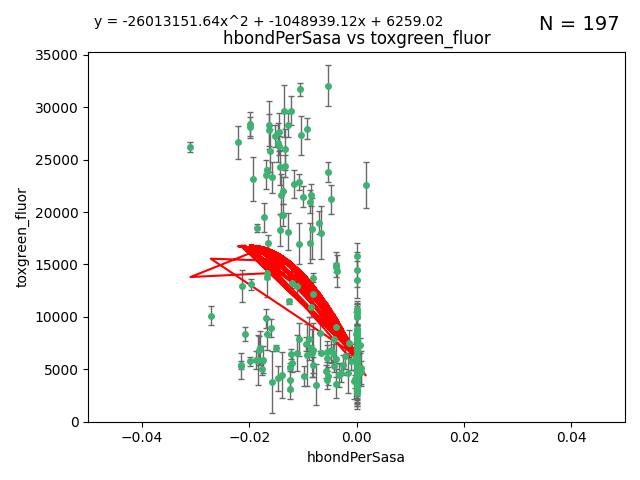 y = -26013151.64x^2 + -1048939.12x + 6259.02
N = 197
hbondPerSasa vs toxgreen_fluor
35000
30000
25000
20000
15000
10000
5000
0
toxgreen_fluor
−0.04
−0.02
0.00
0.02
0.04
hbondPerSasa